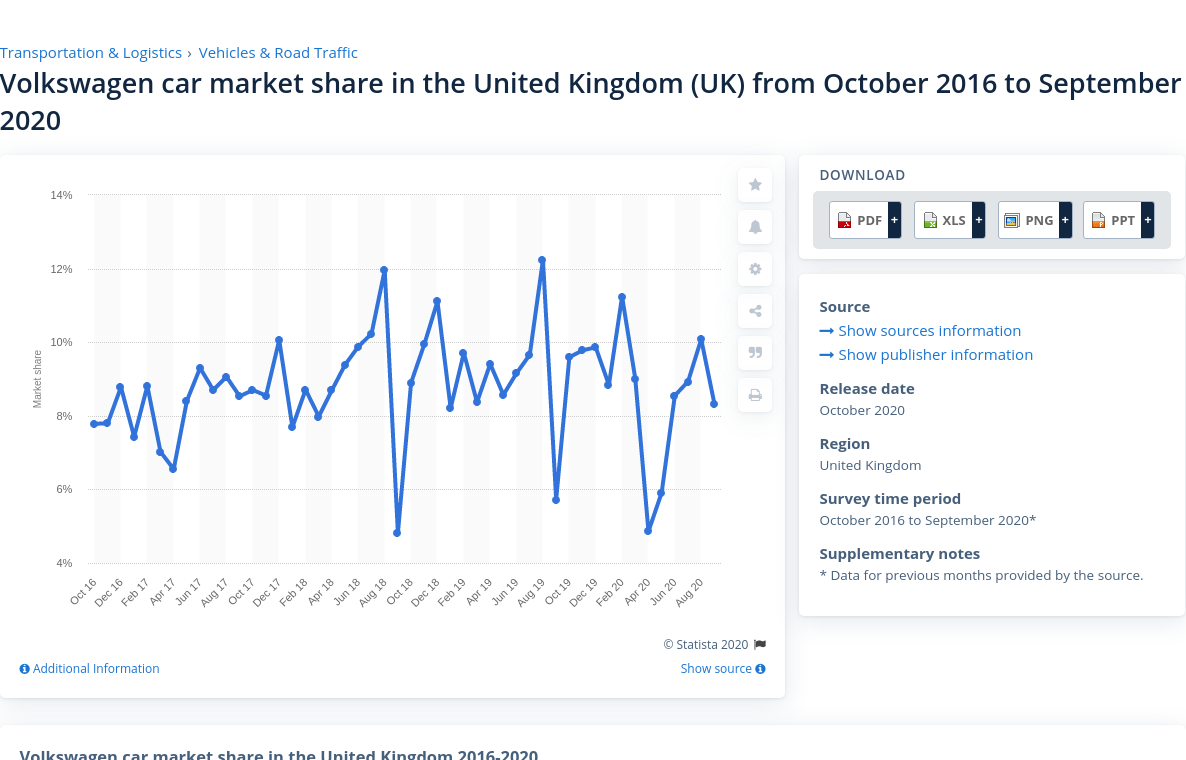 Transportation & Logistics › Vehicles & Road Traffic
Volkswagen car market share in the United Kingdom (UK) from October 2016 to September
2020
14%
12%
10%
8%
6%
4%
Market share
Oct 16
Dec 16
Feb 17
Apr 17
Jun 17
Aug 17
Oct 17
Dec 17
Feb 18
Apr 18
Jun 18
Aug 18
Oct 18
Dec 18
Feb 19
Apr 19
Jun 19
Aug 19
Oct 19
Dec 19
Feb 20
Apr 20
Jun 20
Aug 20
© Statista 2020
Additional Information
Show source
DOWNLOAD
PDF + XLS + PNG + PPT +
Source
Show sources information
Show publisher information
Release date
October 2020
Region
United Kingdom
Survey time period
October 2016 to September 2020*
Supplementary notes
* Data for previous months provided by the source.
Volkswagen car market share in the United Kingdom 2016-2020